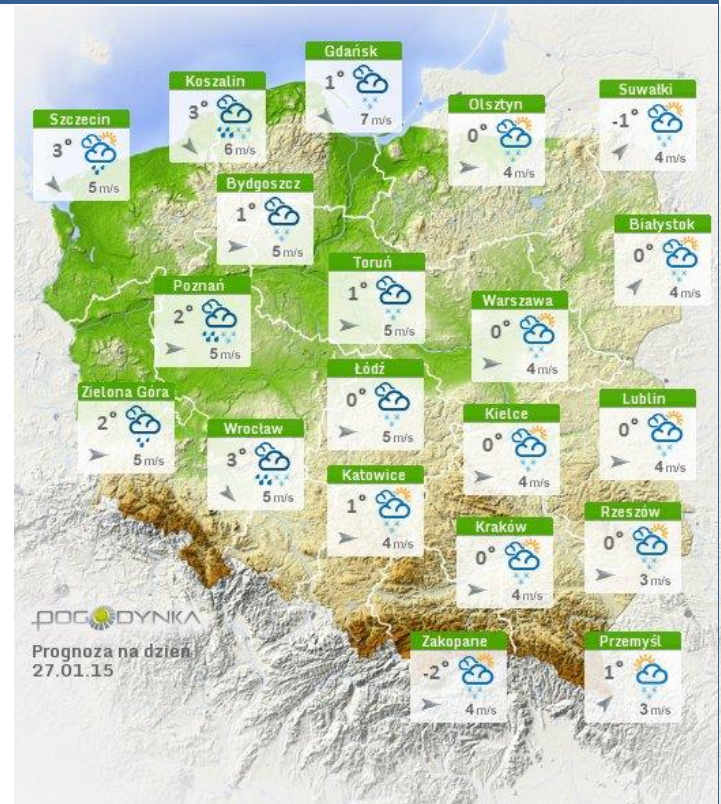 Gdańsk
1°
7 m/s
Koszalin
3°
6 m/s
Szczecin
3°
5 m/s
Olsztyn
0°
4 m/s
Suwałki
-1°
4 m/s
Bydgoszcz
1°
5 m/s
Białystok
0°
4 m/s
Toruń
1°
5 m/s
Poznań
2°
5 m/s
Warszawa
0°
4 m/s
Łódź
0°
5 m/s
Zielona Góra
2°
5 m/s
Wrocław
3°
5 m/s
Kielce
0°
4 m/s
Lublin
0°
4 m/s
Katowice
1°
4 m/s
Kraków
0°
4 m/s
Rzeszów
0°
3 m/s
Zakopane
-2°
4 m/s
Przemyśl
1°
3 m/s
POGODYNKA
Prognoza na dzień
27.01.15